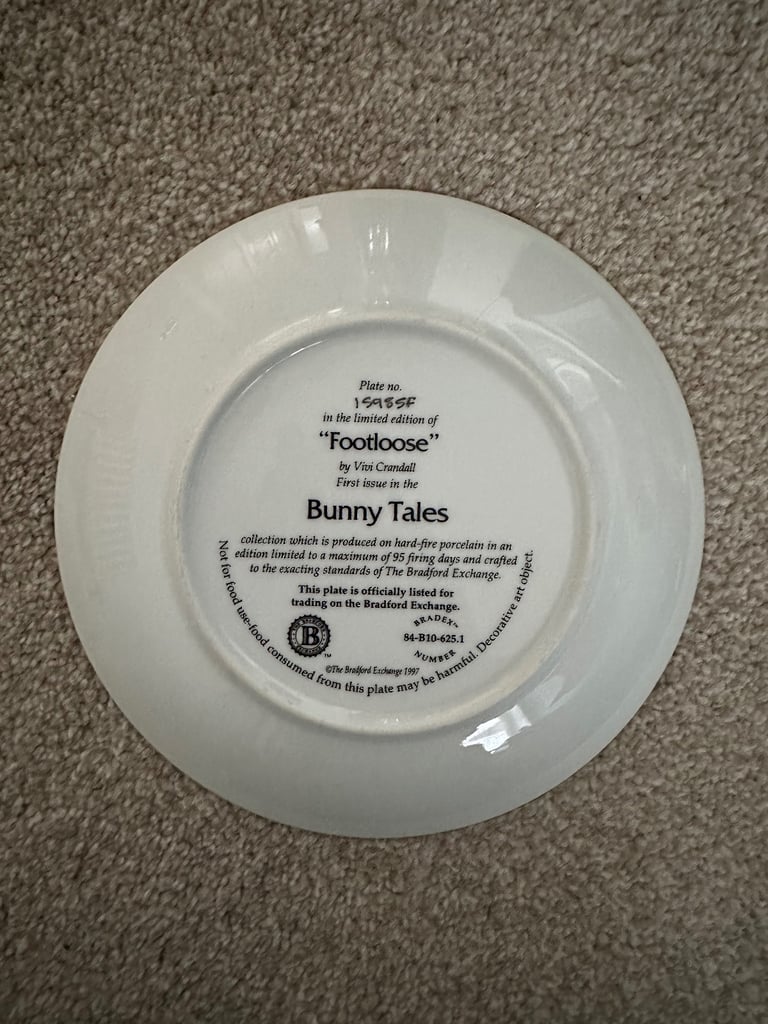 Plate no.
1598SF
in the limited edition of
“Footloose”
by Vivi Crandall
First issue in the
Bunny Tales
collection which is produced on hard-fire porcelain in an
edition limited to a maximum of 95 firing days and crafted
to the exacting standards of The Bradford Exchange.
This plate is officially listed for
trading on the Bradford Exchange.
B
™
BRADEX™
84-B10-625.1
NUMBER
©The Bradford Exchange 1997
Not for food use-food consumed from this plate may be harmful. Decorative art object.